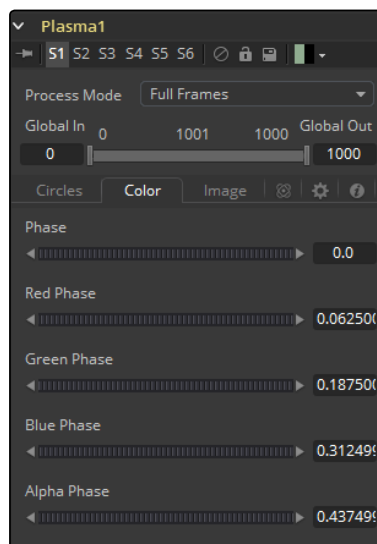 Plasma1
S1 S2 S3 S4 S5 S6
Process Mode Full Frames
Global In 0 1001 1000 Global Out
0 1000
Circles Color Image
Phase
0.0
Red Phase
0.062500
Green Phase
0.187500
Blue Phase
0.312499
Alpha Phase
0.437499